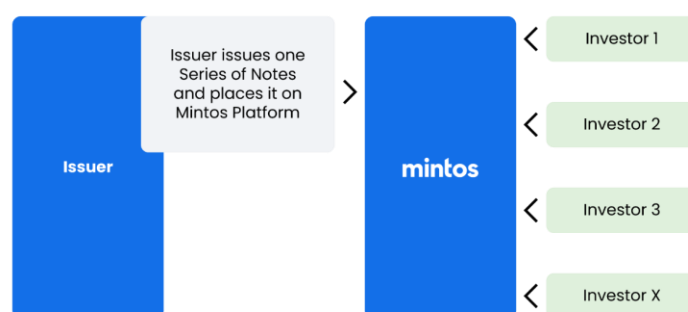 Issuer
Issuer issues one
Series of Notes
and places it on
Mintos Platform
mintos
Investor 1
Investor 2
Investor 3
Investor X